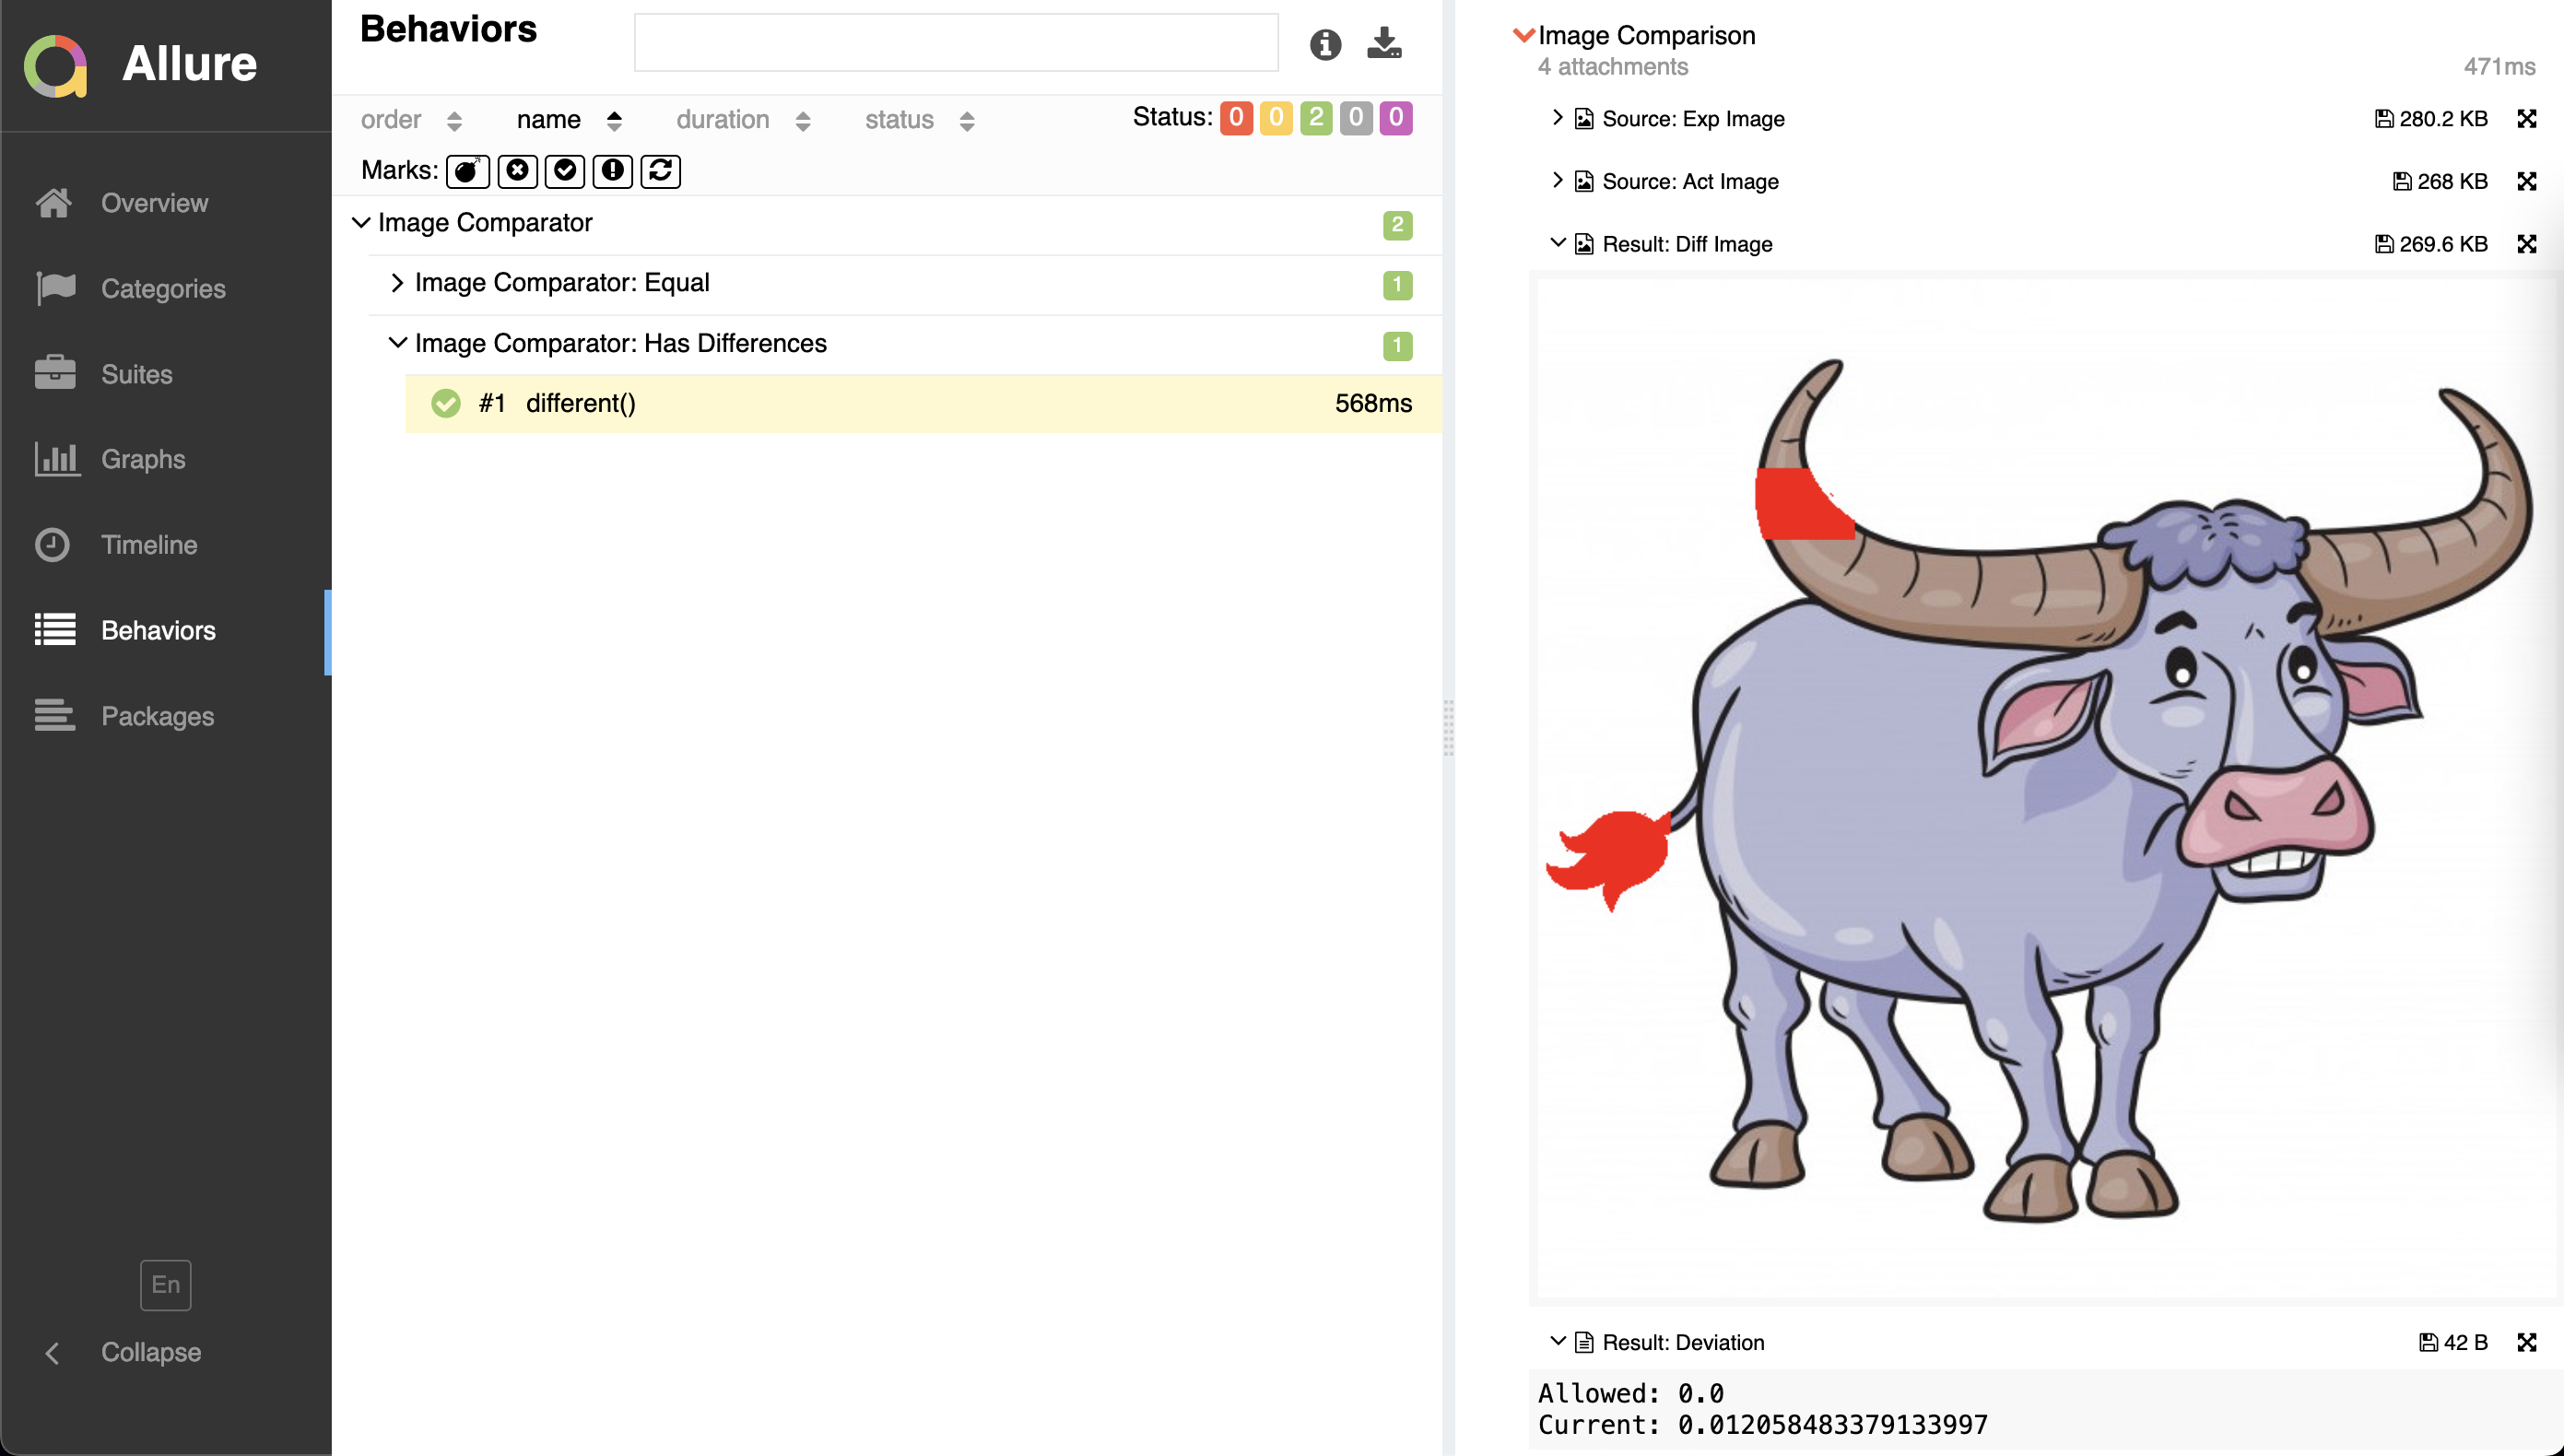 Allure
Overview
Categories
Suites
Graphs
Timeline
Behaviors
Packages
En
Collapse
Behaviors
order name duration status Status: 0 0 2 0 0
Marks:
Image Comparator 2
Image Comparator: Equal 1
Image Comparator: Has Differences 1
#1 different() 568ms
Image Comparison
4 attachments 471ms
Source: Exp Image 280.2 KB
Source: Act Image 268 KB
Result: Diff Image 269.6 KB
Result: Deviation 42 B
Allowed: 0.0
Current: 0.012058483379133997